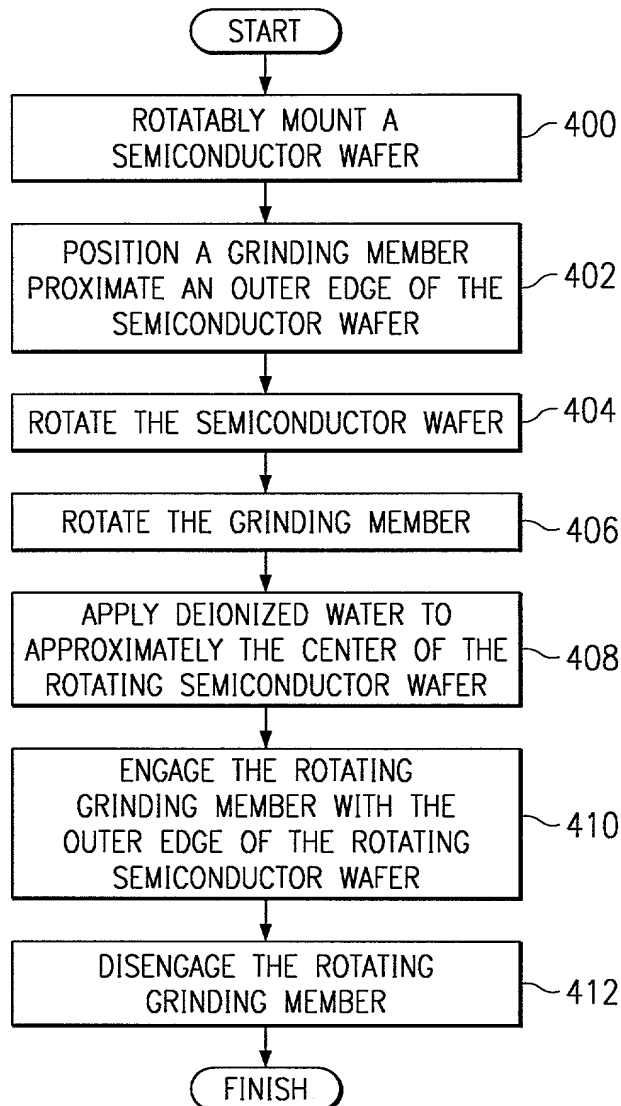 START
ROTATABLY MOUNT A
SEMICONDUCTOR WAFER
400
POSITION A GRINDING MEMBER
PROXIMATE AN OUTER EDGE OF THE
SEMICONDUCTOR WAFER
402
ROTATE THE SEMICONDUCTOR WAFER
404
ROTATE THE GRINDING MEMBER
406
APPLY DEIONIZED WATER TO
APPROXIMATELY THE CENTER OF THE
ROTATING SEMICONDUCTOR WAFER
408
ENGAGE THE ROTATING
GRINDING MEMBER WITH THE
OUTER EDGE OF THE ROTATING
SEMICONDUCTOR WAFER
410
DISENGAGE THE ROTATING
GRINDING MEMBER
412
FINISH